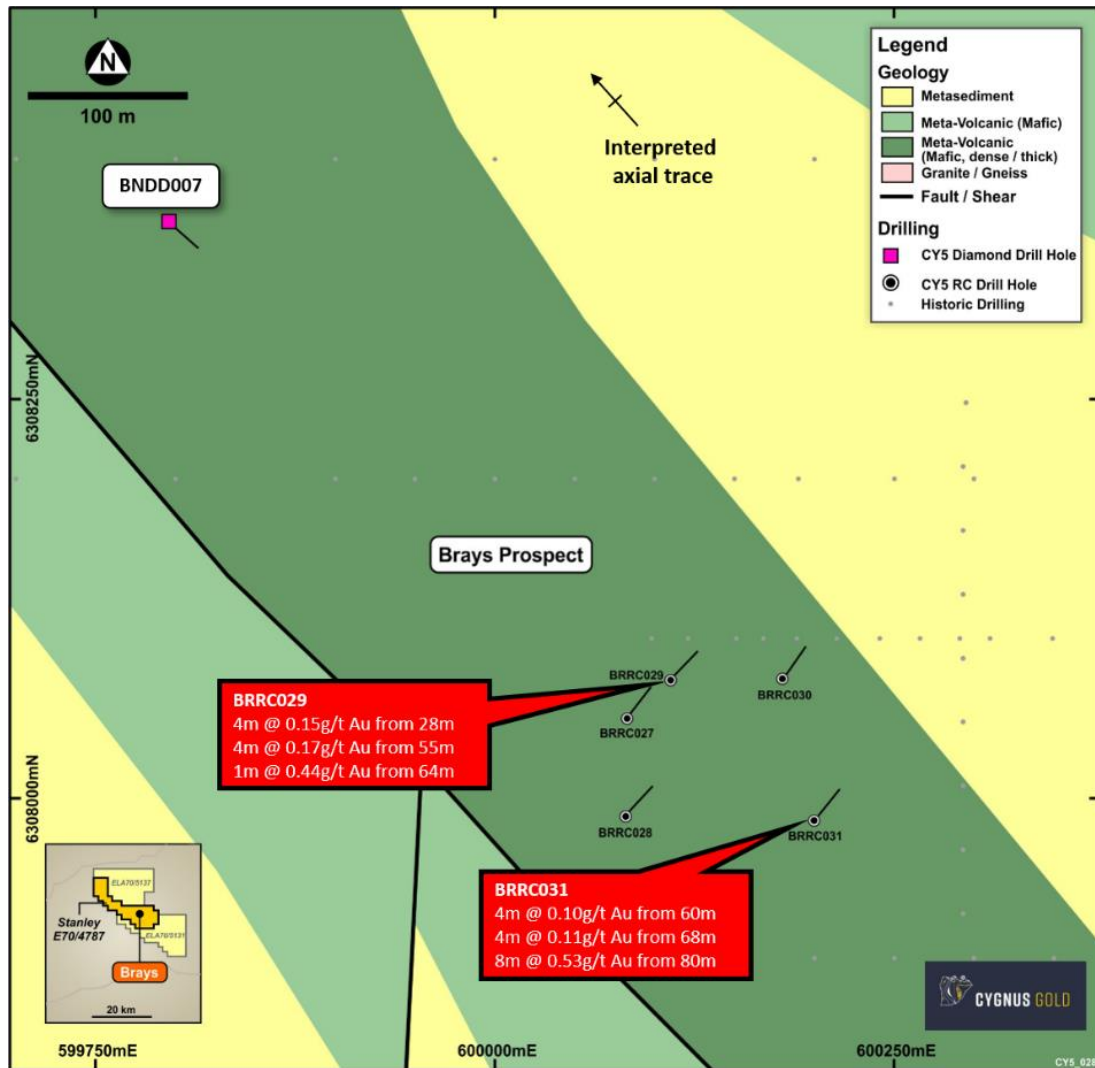 N
100 m
BNDD007
Interpreted
axial trace
Legend
Geology
Metasediment
Meta-Volcanic (Mafic)
Meta-Volcanic
(Mafic, dense / thick)
Granite / Gneiss
Fault / Shear
Drilling
CY5 Diamond Drill Hole
CY5 RC Drill Hole
Historic Drilling
6308250mN
Brays Prospect
BRRC029
BRRC030
BRRC027
BRRC029
4m @ 0.15g/t Au from 28m
4m @ 0.17g/t Au from 55m
1m @ 0.44g/t Au from 64m
6308000mN
BRRC028
BRRC031
BRRC031
4m @ 0.10g/t Au from 60m
4m @ 0.11g/t Au from 68m
8m @ 0.53g/t Au from 80m
ELA70/5137
Stanley
E70/4787
ELA70/5131
Brays
20 km
CYGNUS GOLD
599750mE
600000mE
600250mE
CY5_028